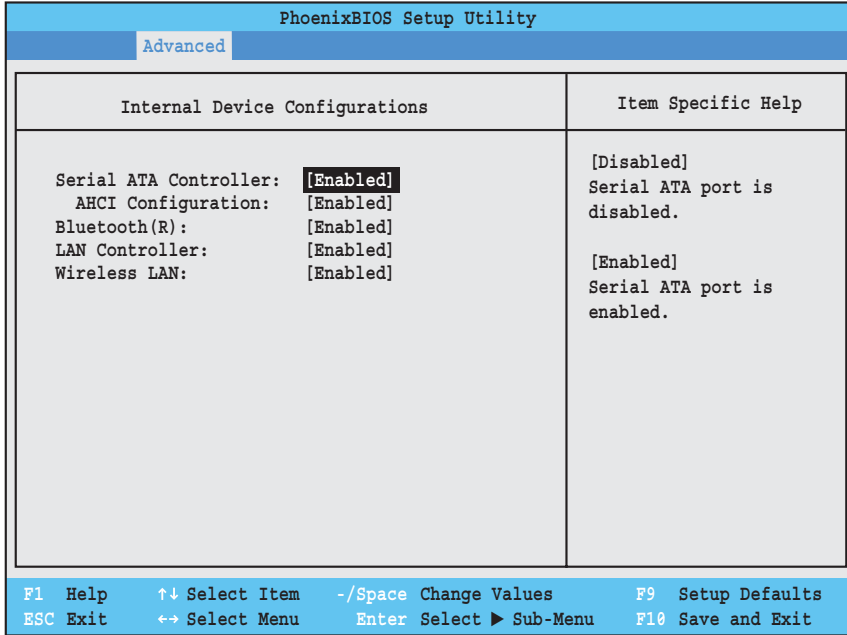 PhoenixBIOS Setup Utility
Advanced
Internal Device Configurations
Item Specific Help
Serial ATA Controller: [Enabled]
AHCI Configuration: [Enabled]
Bluetooth(R): [Enabled]
LAN Controller: [Enabled]
Wireless LAN: [Enabled]
[Disabled]
Serial ATA port is
disabled.
[Enabled]
Serial ATA port is
enabled.
F1 Help ↑↓ Select Item -/Space Change Values F9 Setup Defaults
ESC Exit ←→ Select Menu Enter Select ▶ Sub-Menu F10 Save and Exit